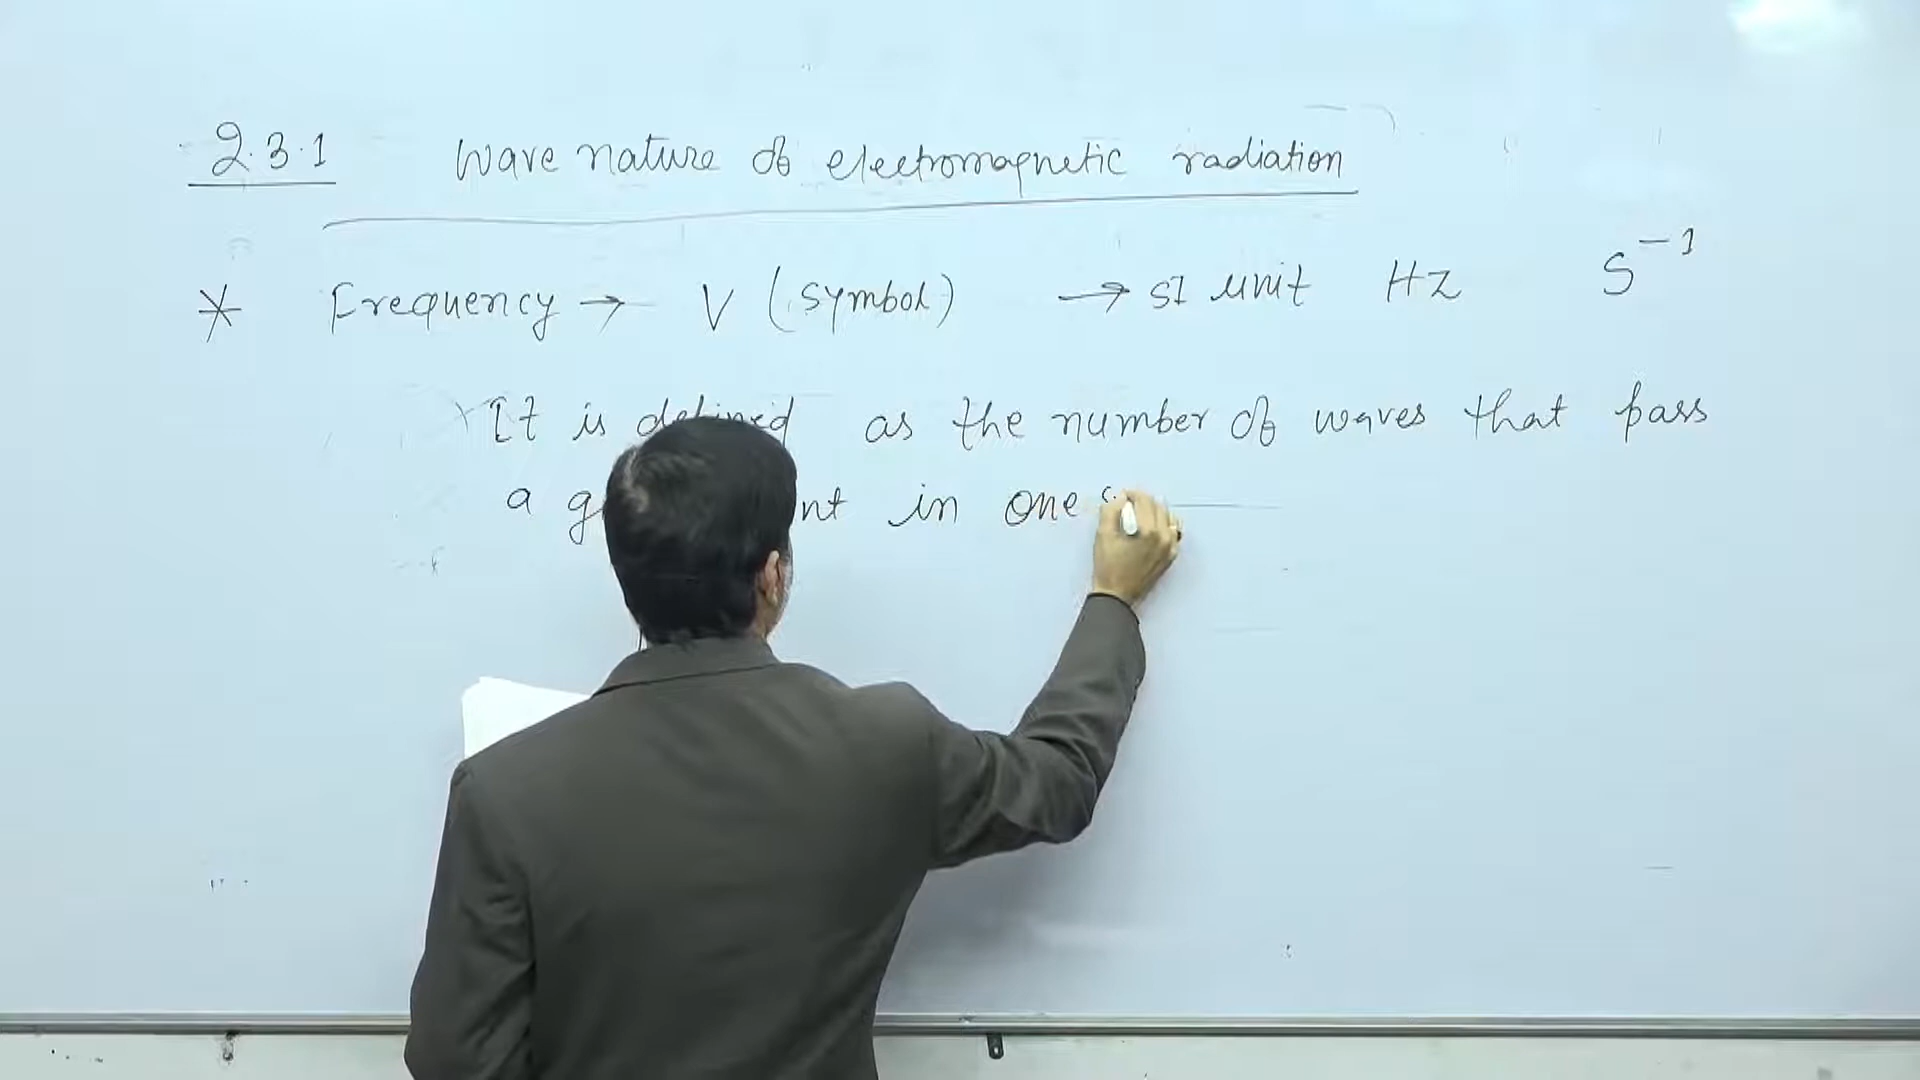 2.3.1 Wave nature of electromagnetic radiation
* Frequency → ν (symbol) → SI unit Hz S⁻¹
It is defined as the number of waves that pass
a in one